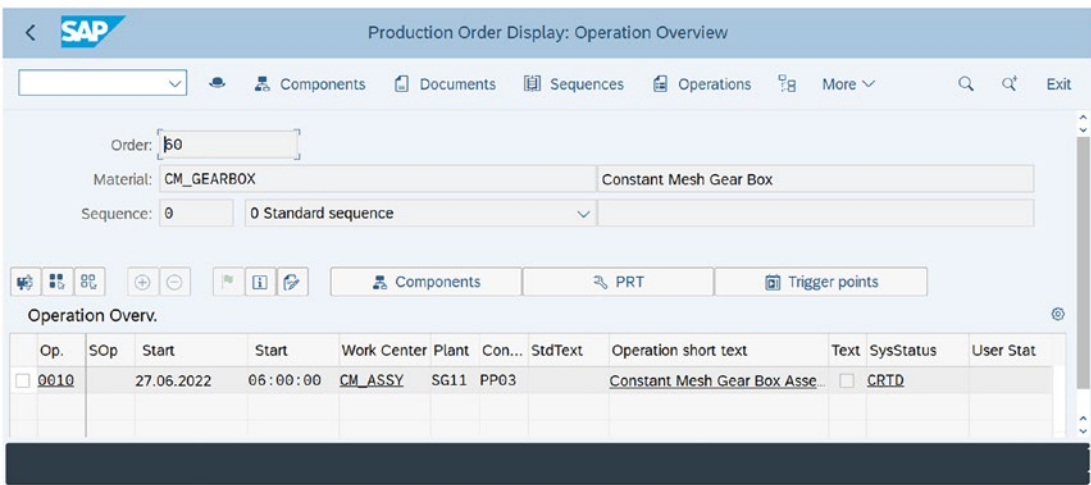 SAP Production Order Display: Operation Overview
Components Documents Sequences Operations More Exit
Order: 60
Material: CM_GEARBOX Constant Mesh Gear Box
Sequence: 0 0 Standard sequence
Components PRT Trigger points
Operation Overv.
Op. SOp Start Start Work Center Plant Con... StdText Operation short text Text SysStatus User Stat
0010 27.06.2022 06:00:00 CM_ASSY SG11 PP03 Constant Mesh Gear Box Asse... CRTD